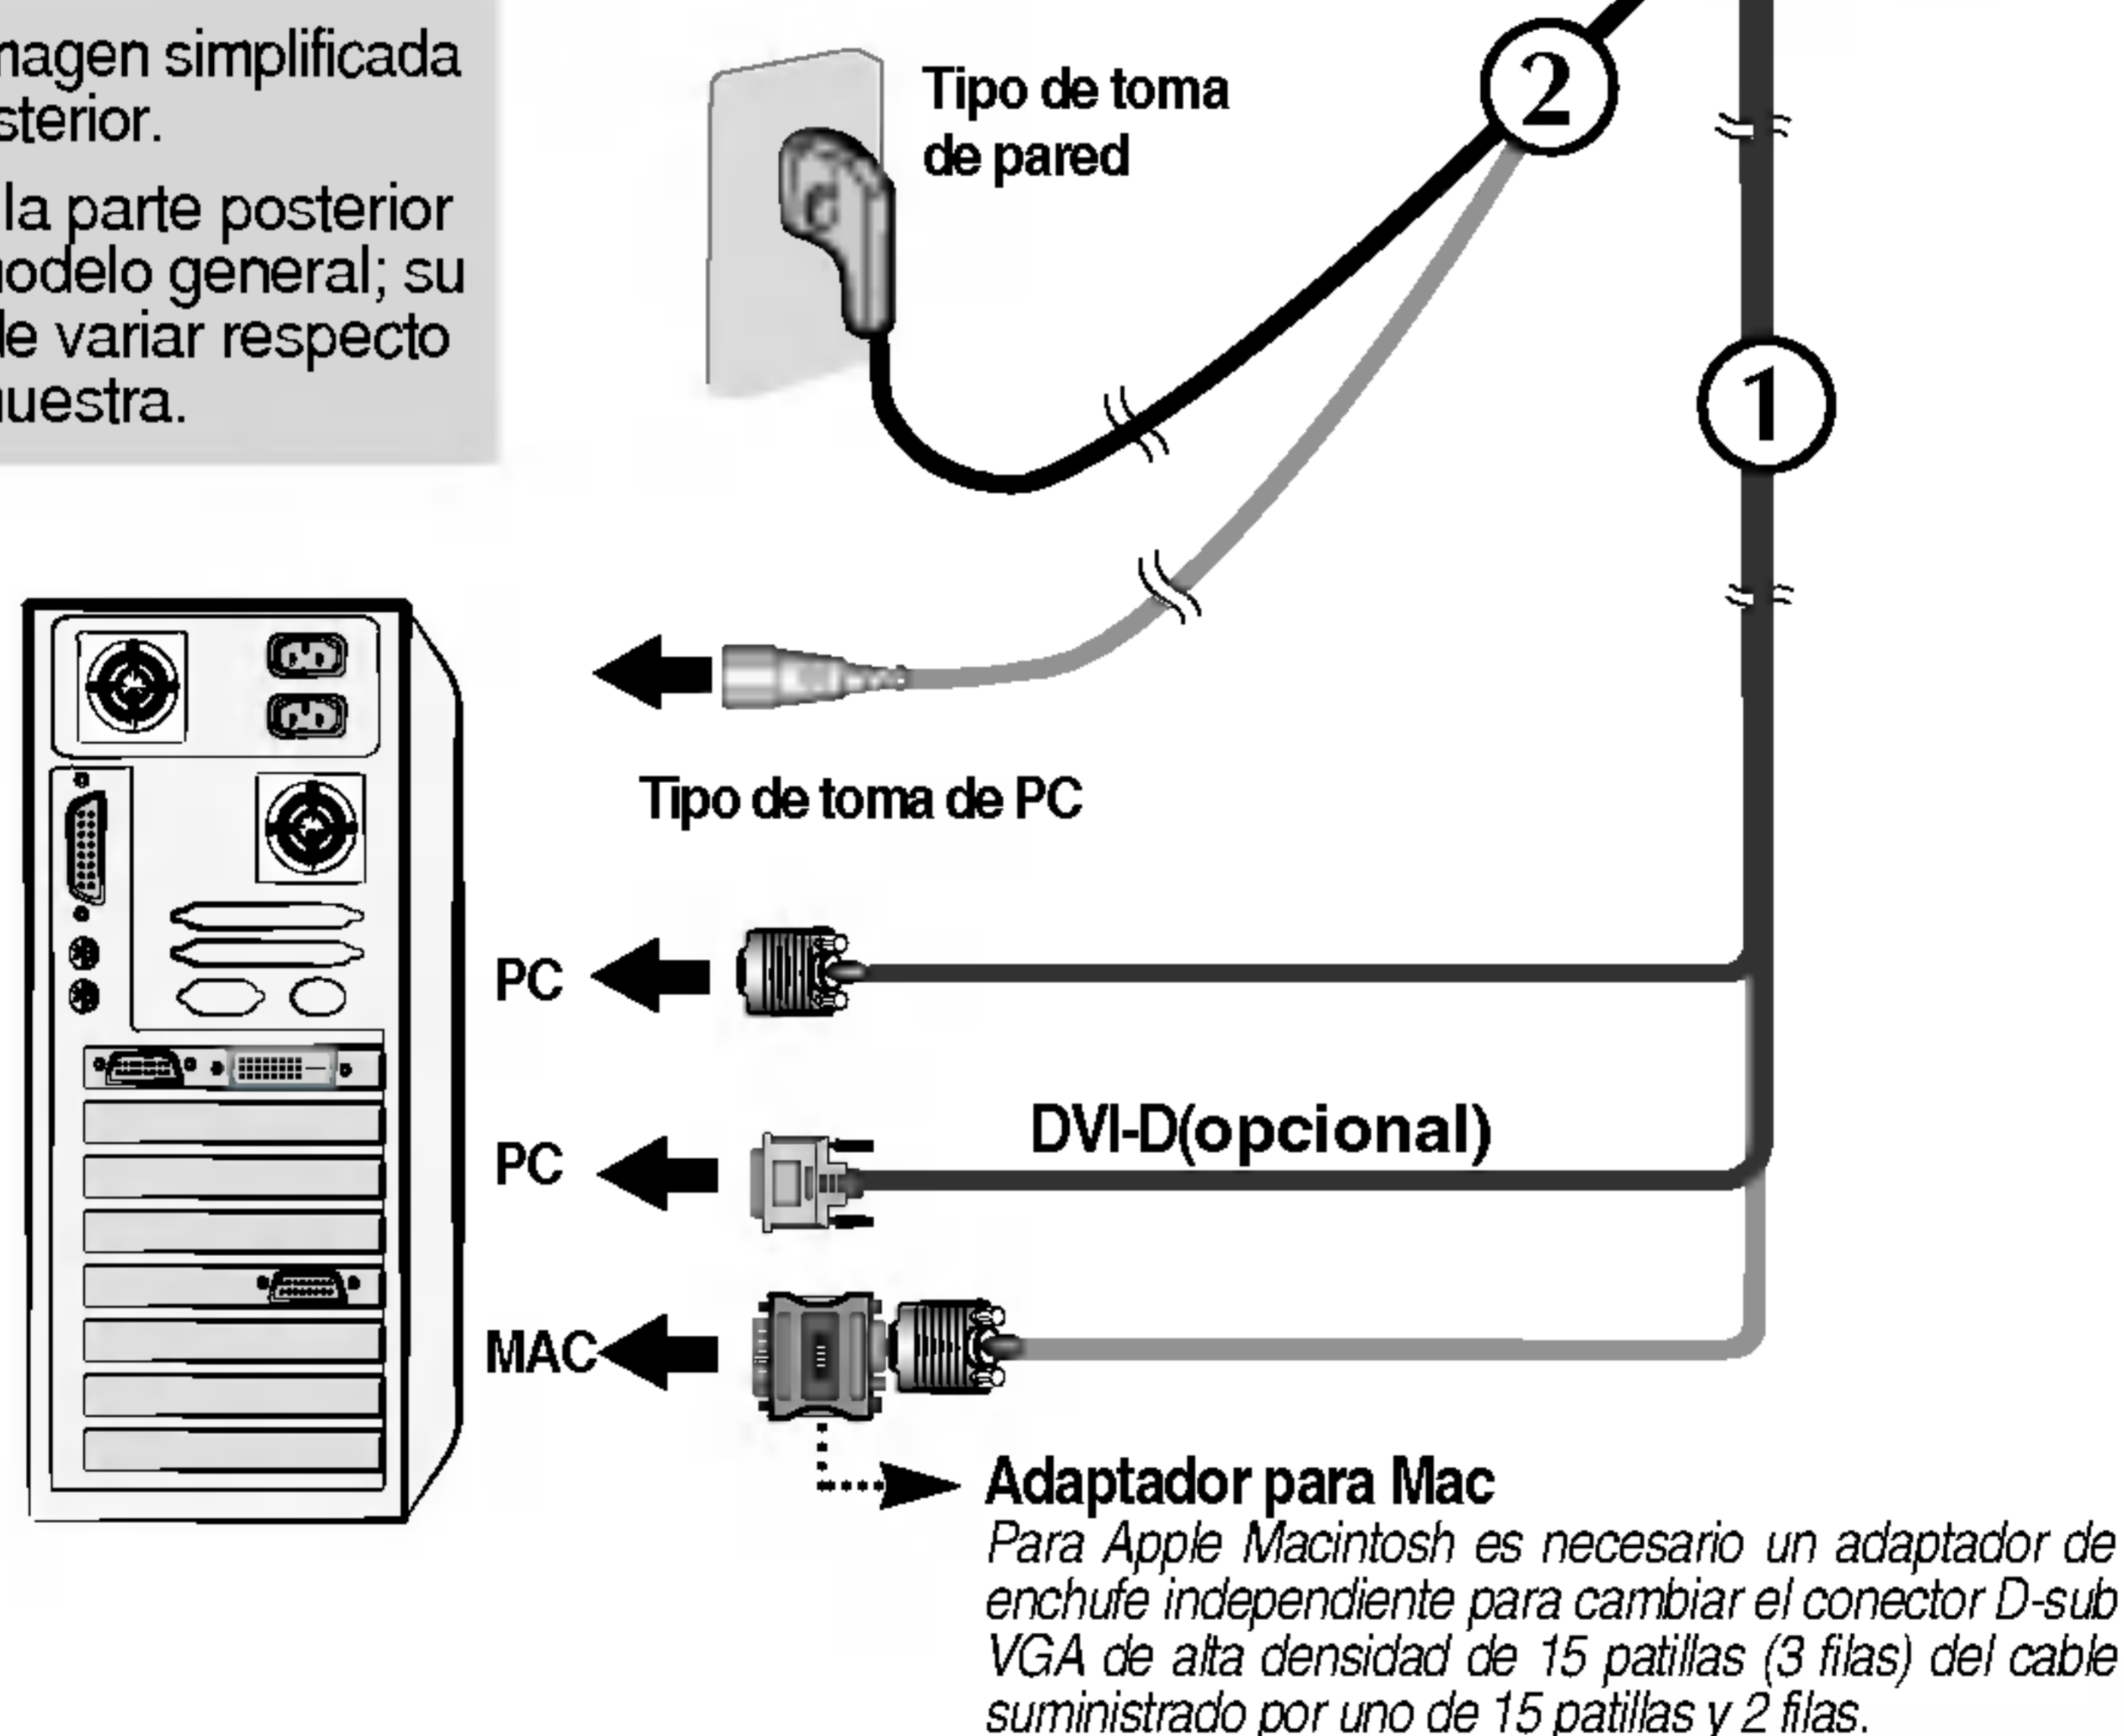 magen simplificada
sterior.
la parte posterior
nodelo general; su
de variar respecto
nuestra.
Tipo de toma
de pared
2
1
Tipo de toma de PC
PC
DVI-D(opcional)
PC
MAC
Adaptador para Mac
Para Apple Macintosh es necesario un adaptador de
enchufe independiente para cambiar el conector D-sub
VGA de alta densidad de 15 patillas (3 filas) del cable
suministrado por uno de 15 patillas y 2 filas.